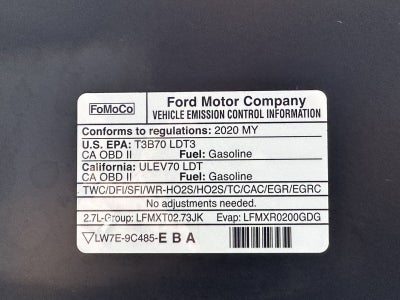 FoMoCo
Ford Motor Company
VEHICLE EMISSION CONTROL INFORMATION
Conforms to regulations: 2020 MY
U.S. EPA: T3B70 LDT3
CA OBD II Fuel: Gasoline
California: ULEV70 LDT
CA OBD II Fuel: Gasoline
TWC/DFI/SFI/WR-HO2S/HO2S/TC/CAC/EGR/EGRC
No adjustments needed.
2.7L-Group: LFMXT02.73JK Evap: LFMXR0200GDG
▽LW7E-9C485-E B A